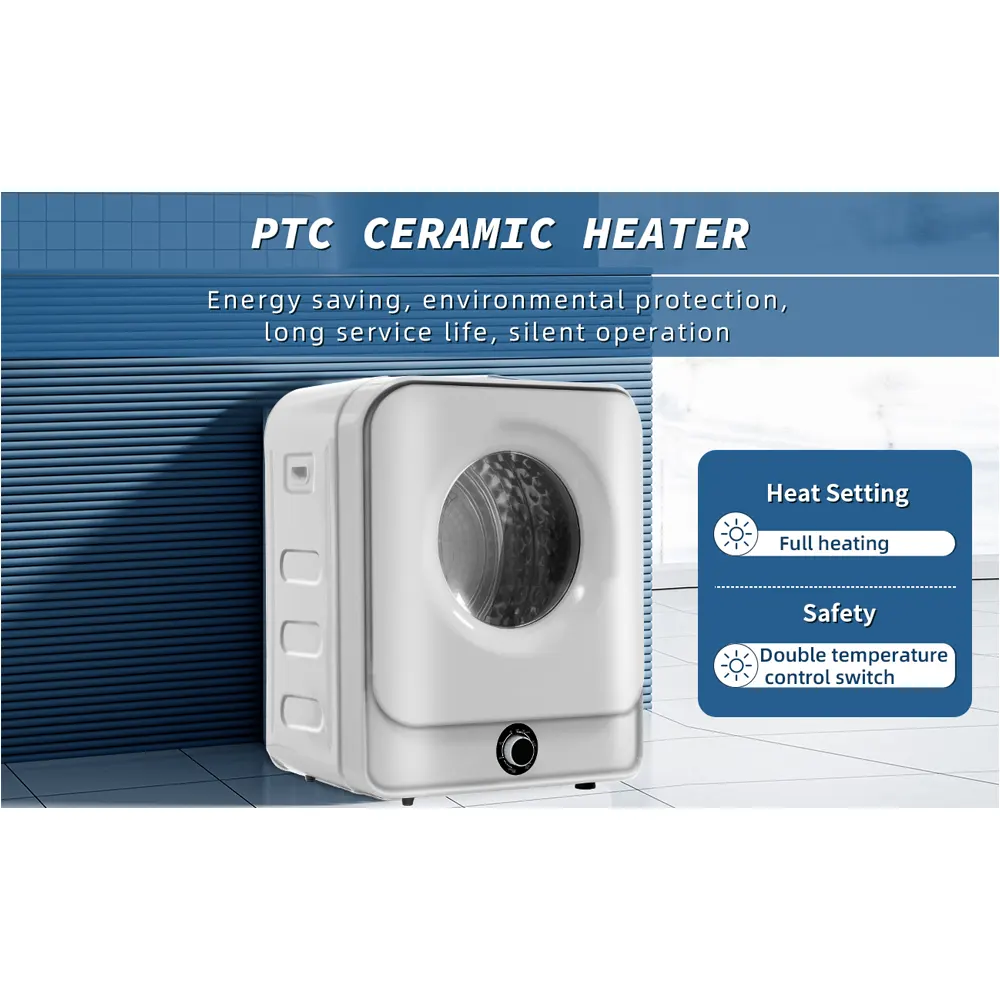 PTC CERAMIC HEATER
Energy saving, environmental protection,
long service life, silent operation
Heat Setting
Full heating
Safety
Double temperature
control switch